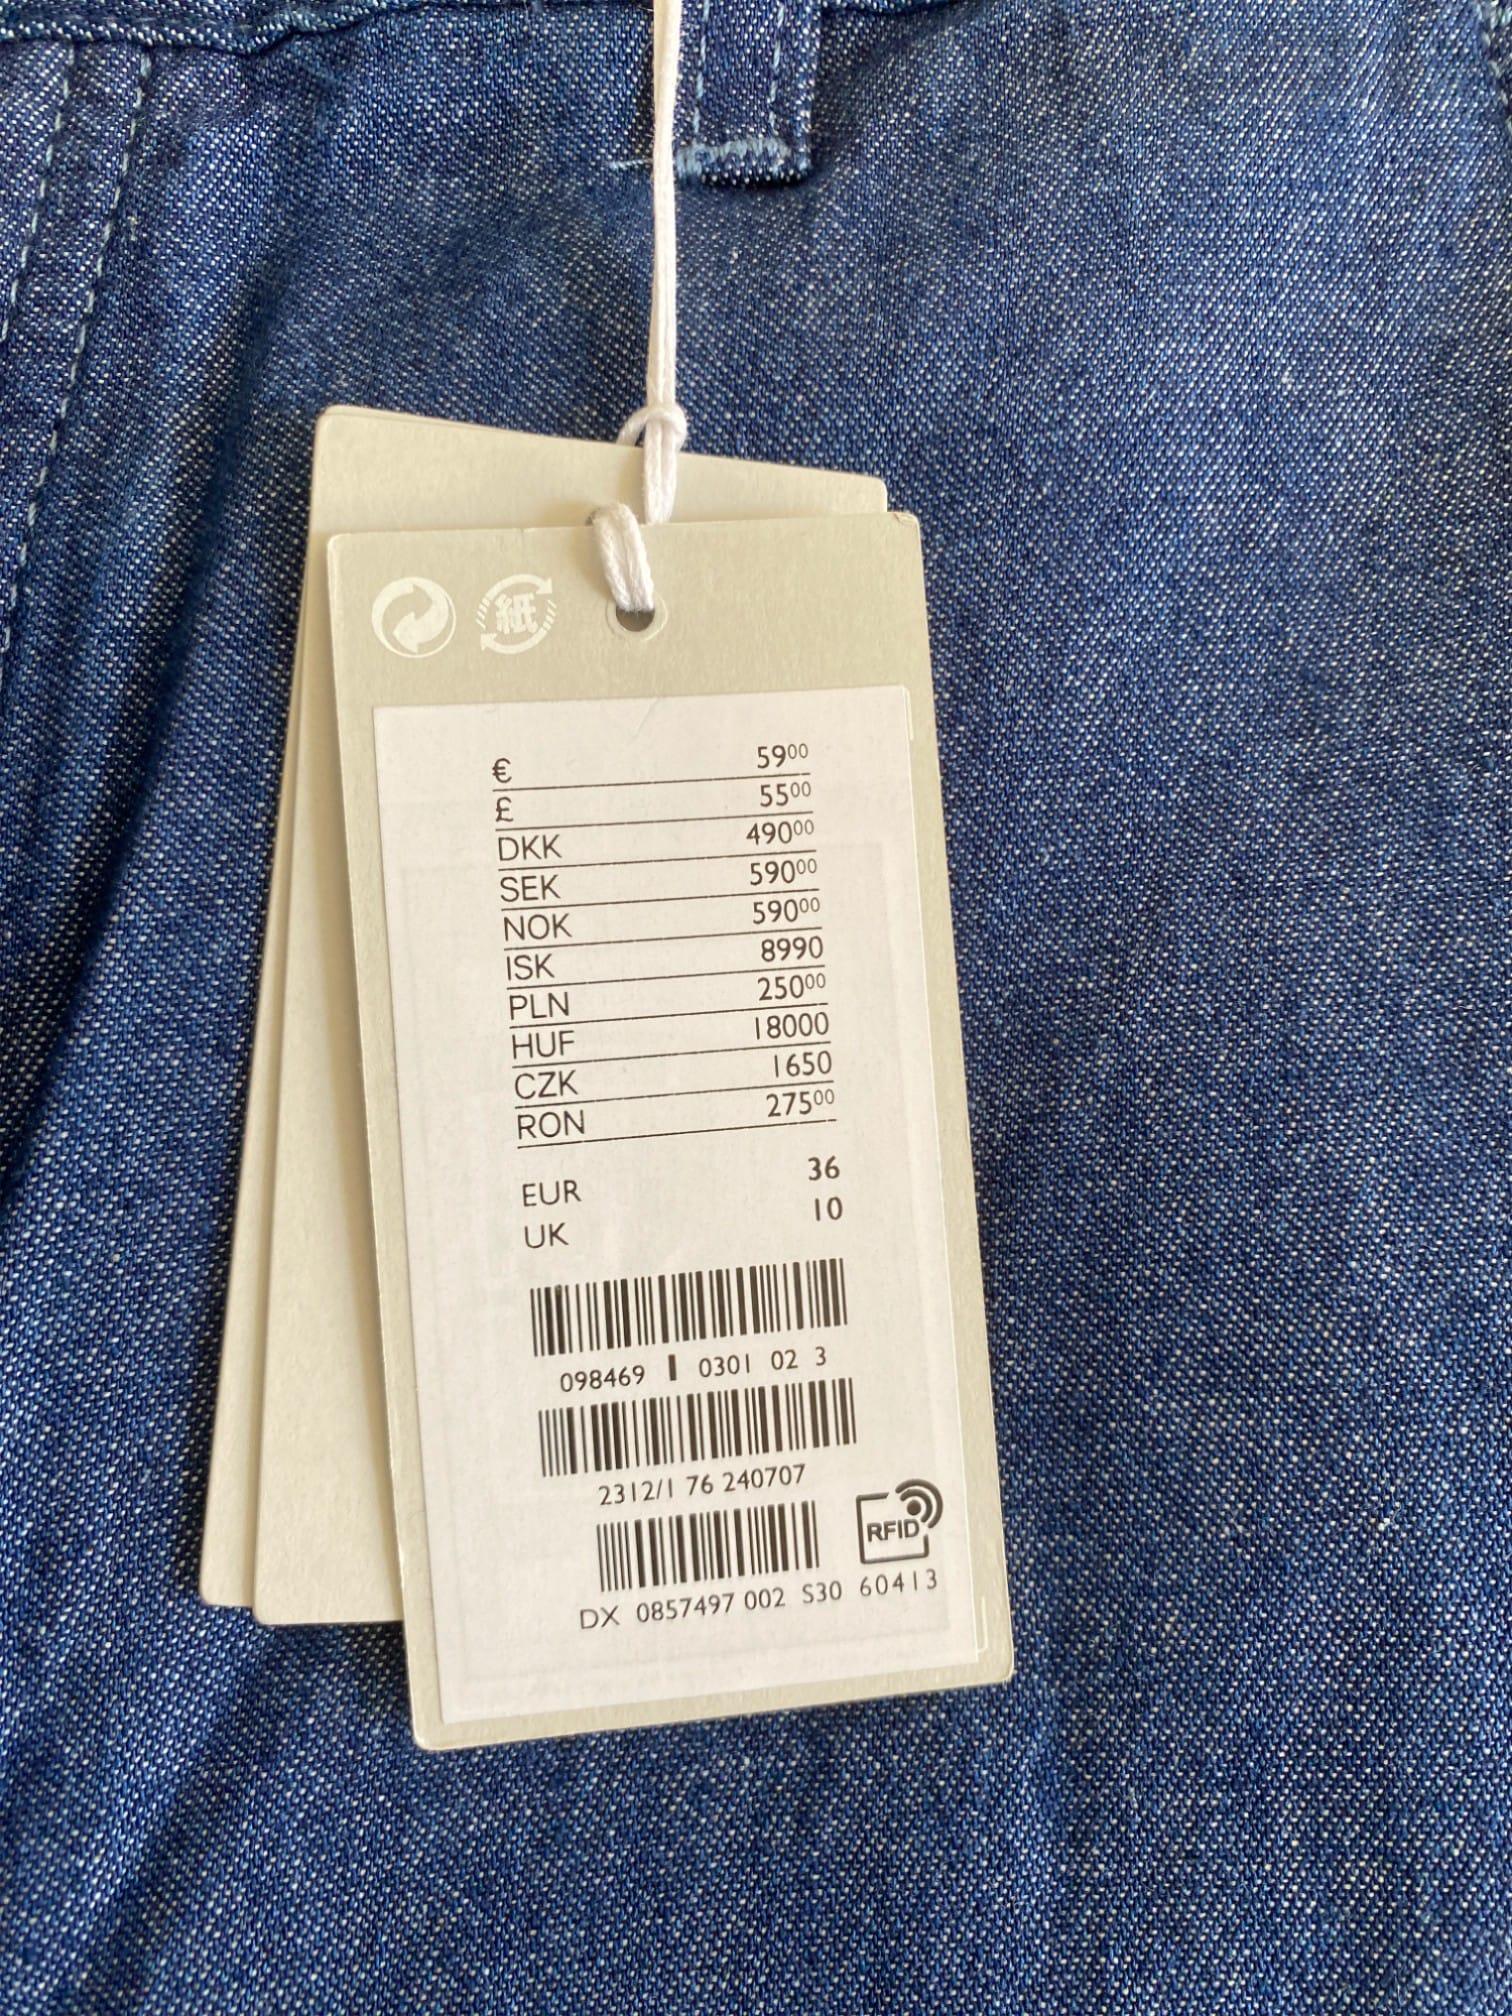 紙
€ 59⁰⁰
£ 55⁰⁰
DKK 490⁰⁰
SEK 590⁰⁰
NOK 590⁰⁰
ISK 8990
PLN 250⁰⁰
HUF 18000
CZK 1650
RON 275⁰⁰
EUR 36
UK 10
098469 I 0301 02 3
2312/1 76 240707
RFID
DX 0857497 002 S30 60413